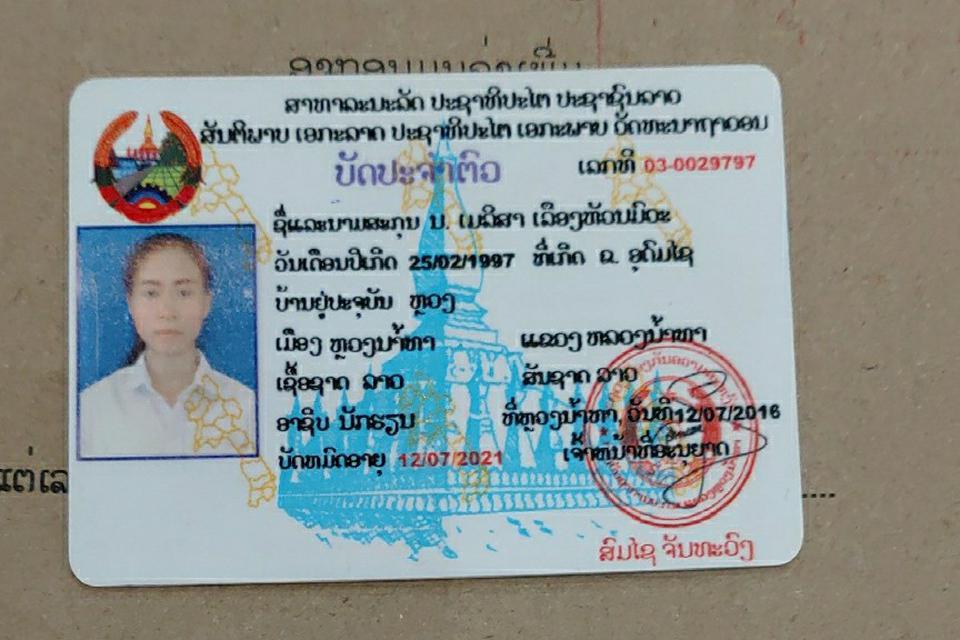 ສາທາລະນະລັດ ປະຊາທິປະໄຕ ປະຊາຊົນລາວ
ສັນຕິພາບ ເອກະລາດ ປະຊາທິປະໄຕ ເອກະພາບ ວັດທະນາຖາວອນ
ບັດປະຈຳຕົວ
ເລກທີ 03-0029797
ຊື່ແລະນາມສະກຸນ ນ. ເມລິສາ ເລືອງທ້ອນມົວະ
ວັນເດືອນປີເກີດ 25/02/1997 ທີ່ເກີດ ຂ. ອຸດົມໄຊ
ບ້ານຢູ່ປະຈຸບັນ ຫຼວງ
ເມືອງ ຫຼວງນ້ຳທາ ແຂວງ ຫລວງນ້ຳທາ
ເຊື້ອຊາດ ລາວ ສັນຊາດ ລາວ
ອາຊີບ ນັກຮຽນ ທີ່ຫຼວງນ້ຳທາ, ວັນທີ12/07/2016
ບັດຫມົດອາຍຸ 12/07/2021 ເຈົ້າຫນ້າທີ່ອະນຸຍາດ
ແຕ່ເລ
ສົມໄຊ ຈັນທະວົງ